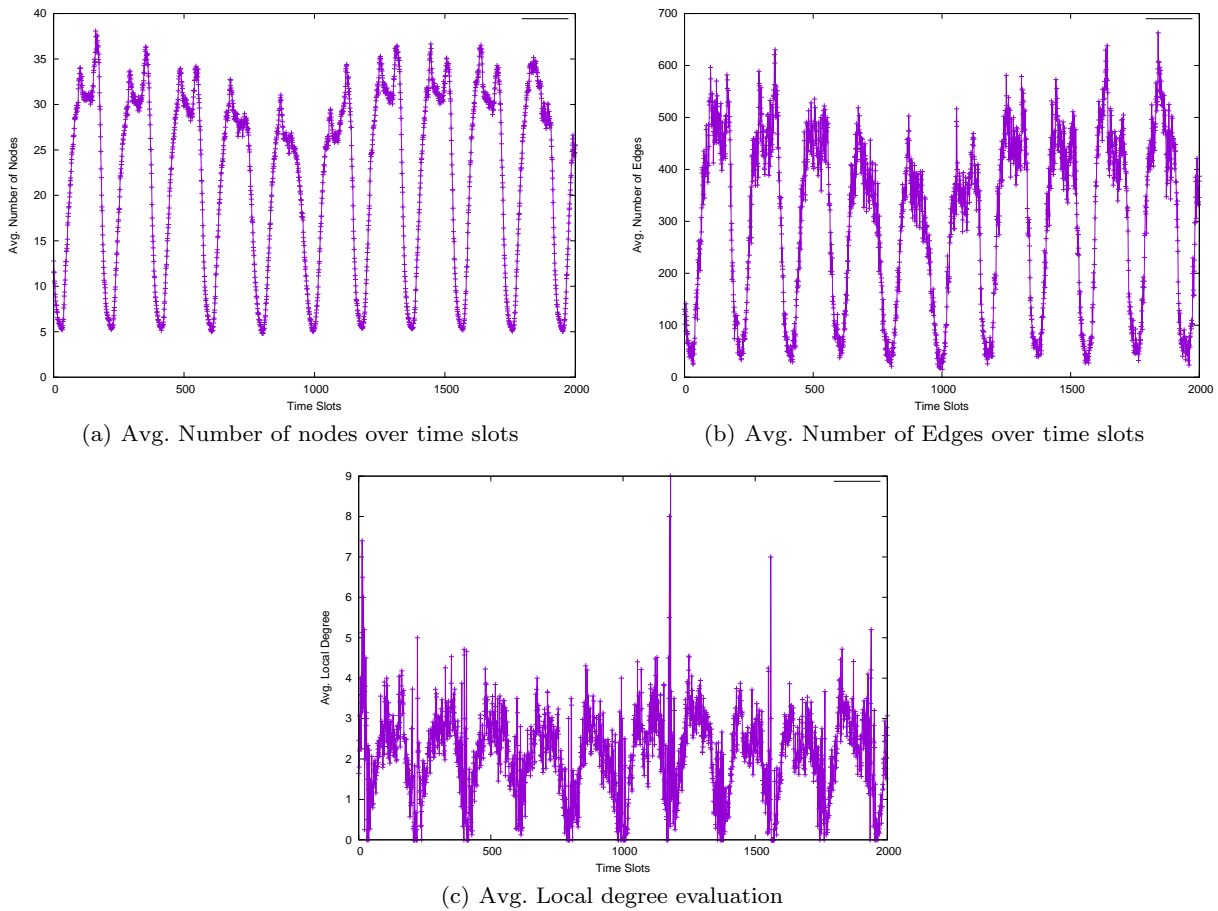 40
35
30
25
20
15
10
5
0
Avg. Number of Nodes
0 500 1000 1500 2000
Time Slots
(a) Avg. Number of nodes over time slots
700
600
500
400
300
200
100
0
Avg. Number of Edges
0 500 1000 1500 2000
Time Slots
(b) Avg. Number of Edges over time slots
9
8
7
6
5
4
3
2
1
0
Avg. Local Degree
0 500 1000 1500 2000
Time Slots
(c) Avg. Local degree evaluation